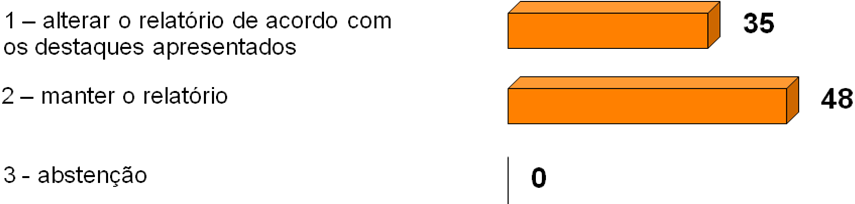 1 – alterar o relatório de acordo com
os destaques apresentados
35
2 – manter o relatório
48
3 - abstenção
0